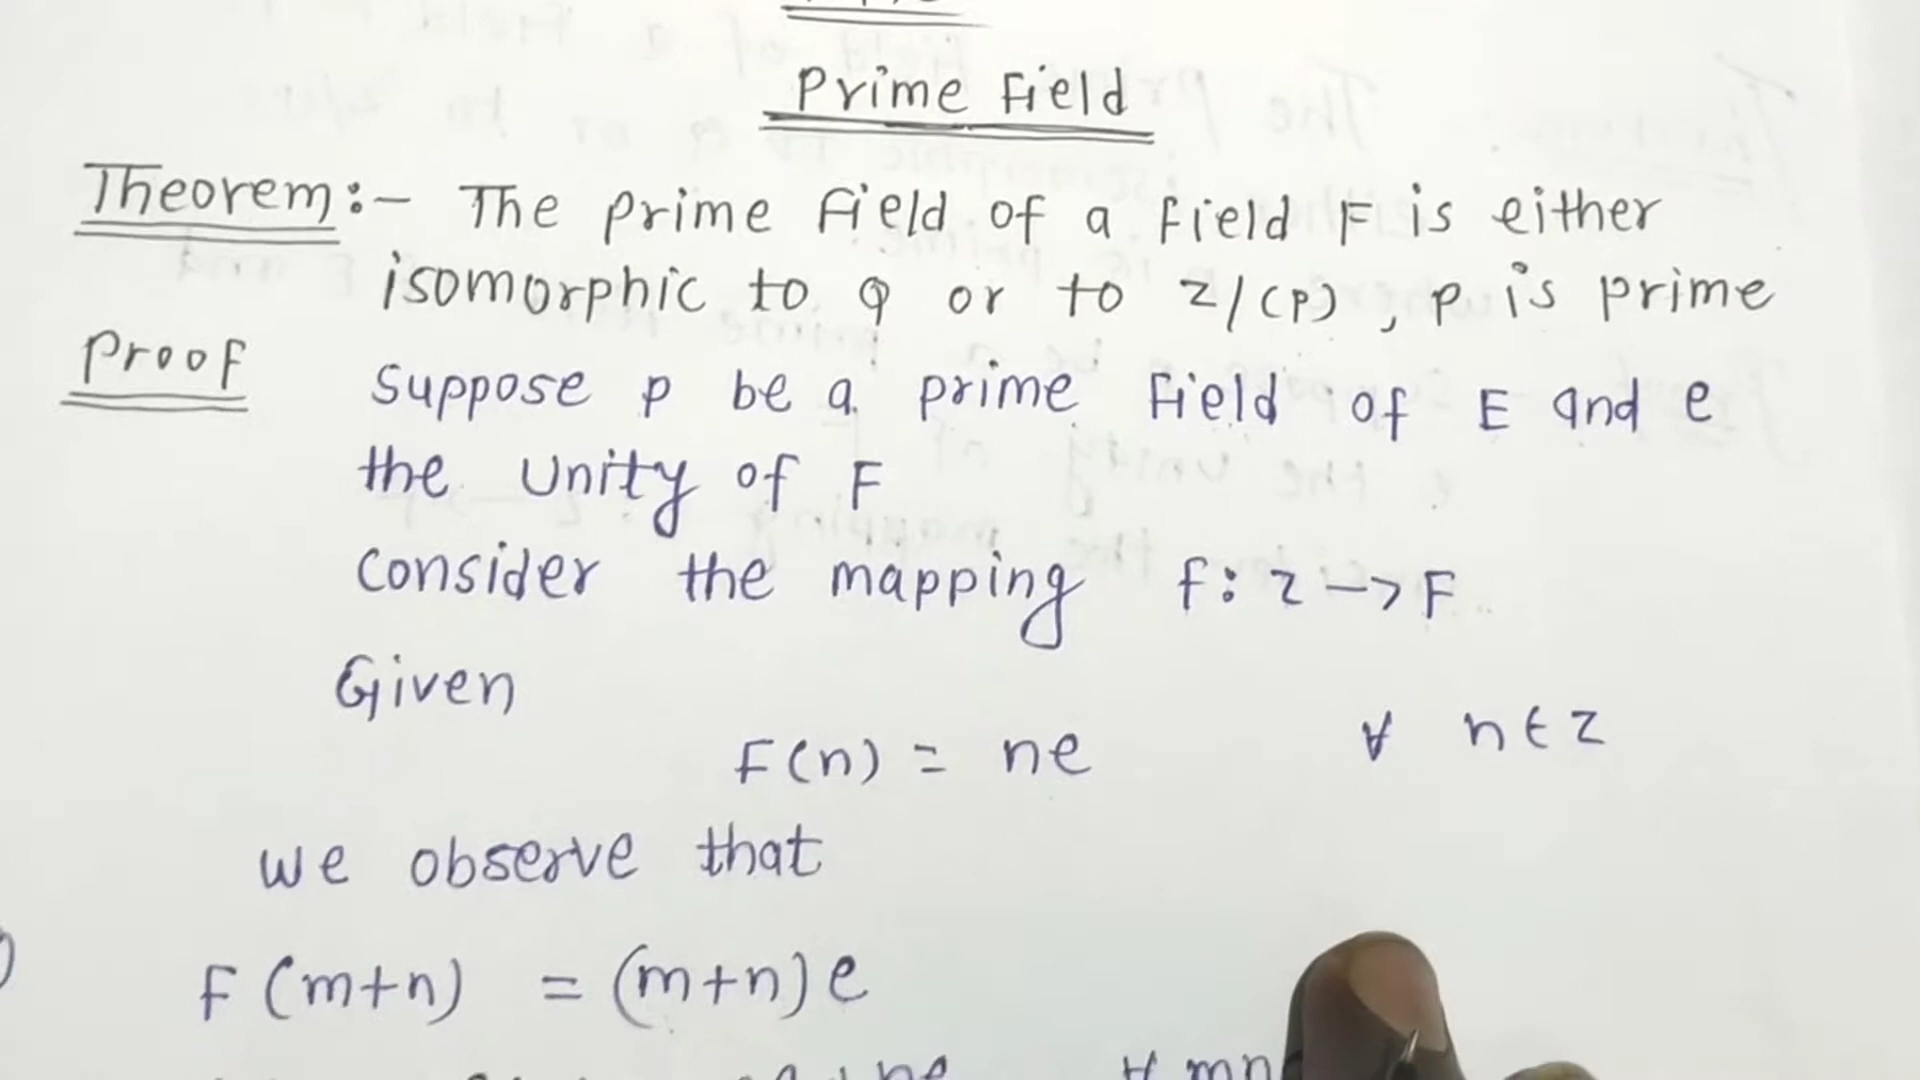 Prime Field
Theorem:- The prime field of a field F is either
isomorphic to Q or to Z/(P), P is prime
Proof
Suppose p be a prime field of E and e
the Unity of F
Consider the mapping f: Z -> F
Given
F(n) = ne ∀ n ∈ Z
we observe that
F(m+n) = (m+n)e